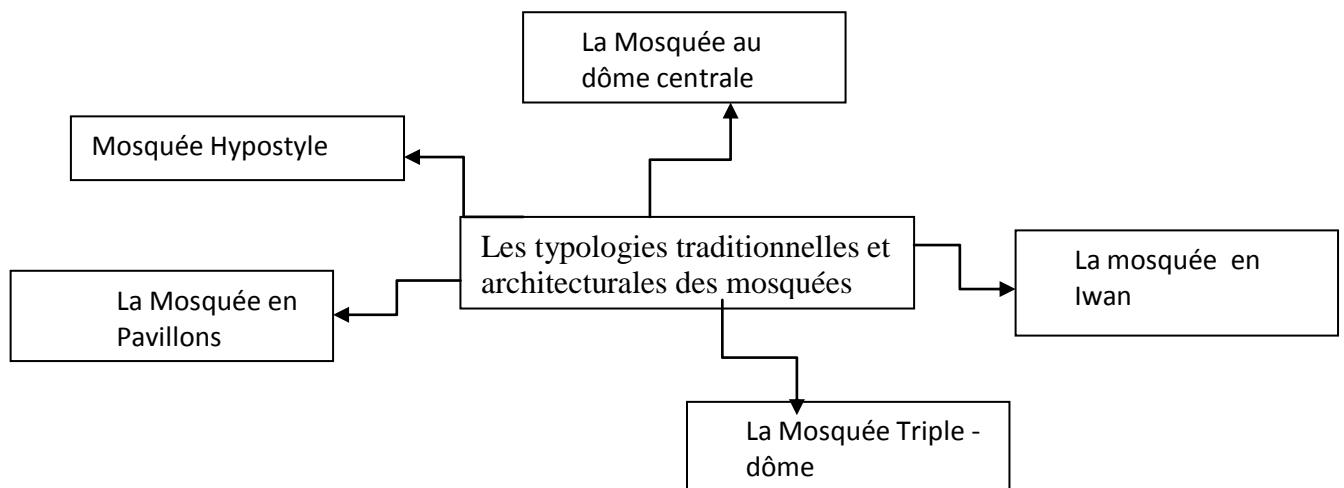 La Mosquée au
dôme centrale
Mosquée Hypostyle
Les typologies traditionnelles et
architecturales des mosquées
La mosquée en
Iwan
La Mosquée en
Pavillons
La Mosquée Triple -
dôme